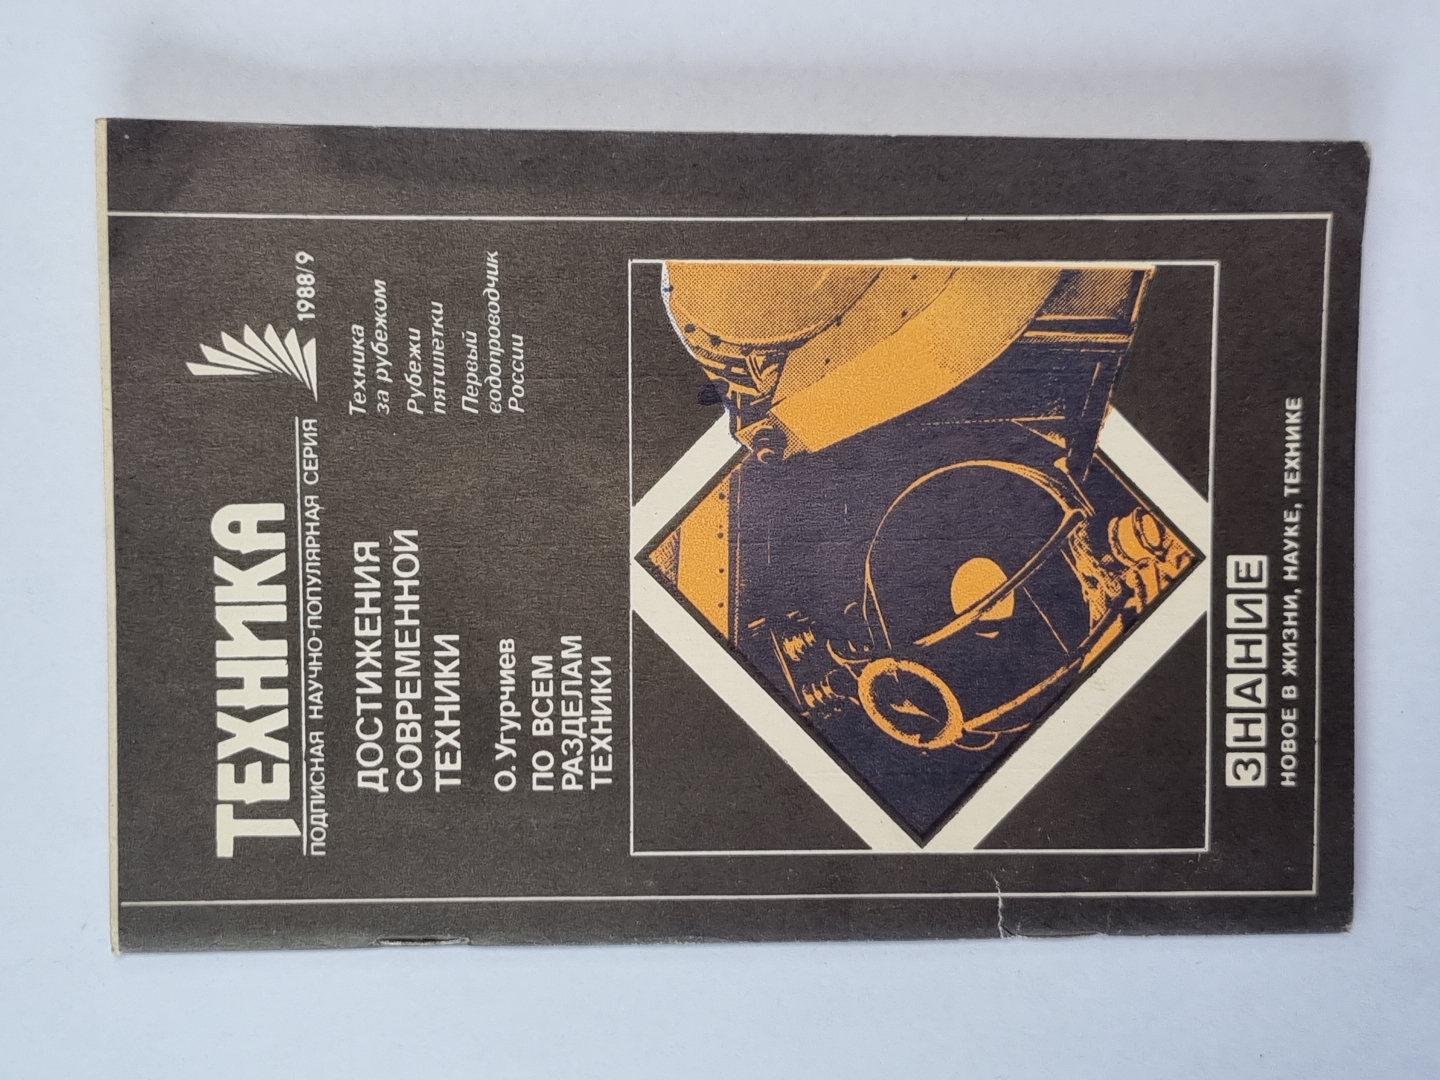 ТЕХНИКА
ПОДПИСНАЯ НАУЧНО-ПОПУЛЯРНАЯ СЕРИЯ
1988/9
ДОСТИЖЕНИЯ
СОВРЕМЕННОЙ
ТЕХНИКИ
О. Угурчиев
ПО ВСЕМ
РАЗДЕЛАМ
ТЕХНИКИ
Техника
за рубежом
Рубежи
пятилетки
Первый
водопроводчик
России
ЗНАНИЕ
НОВОЕ В ЖИЗНИ, НАУКЕ, ТЕХНИКЕ